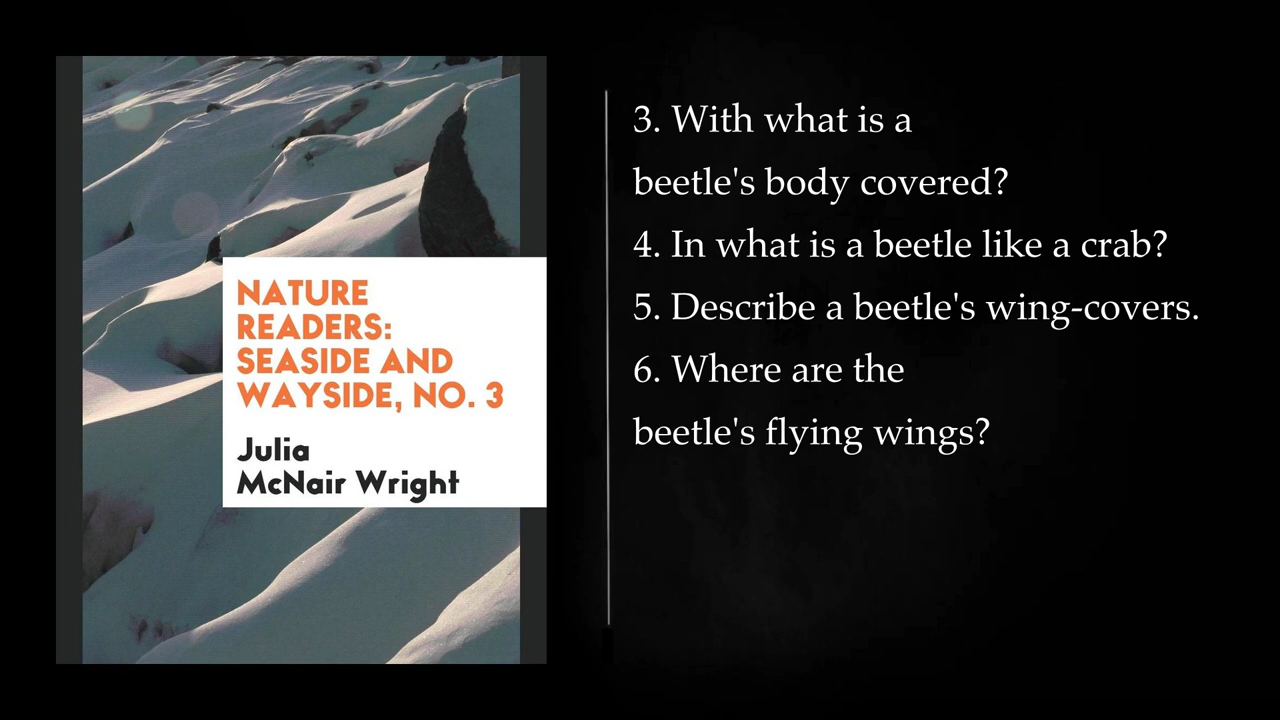 NATURE
READERS:
SEASIDE AND
WAYSIDE, NO. 3
Julia
McNair Wright
3. With what is a
beetle's body covered?
4. In what is a beetle like a crab?
5. Describe a beetle's wing-covers.
6. Where are the
beetle's flying wings?